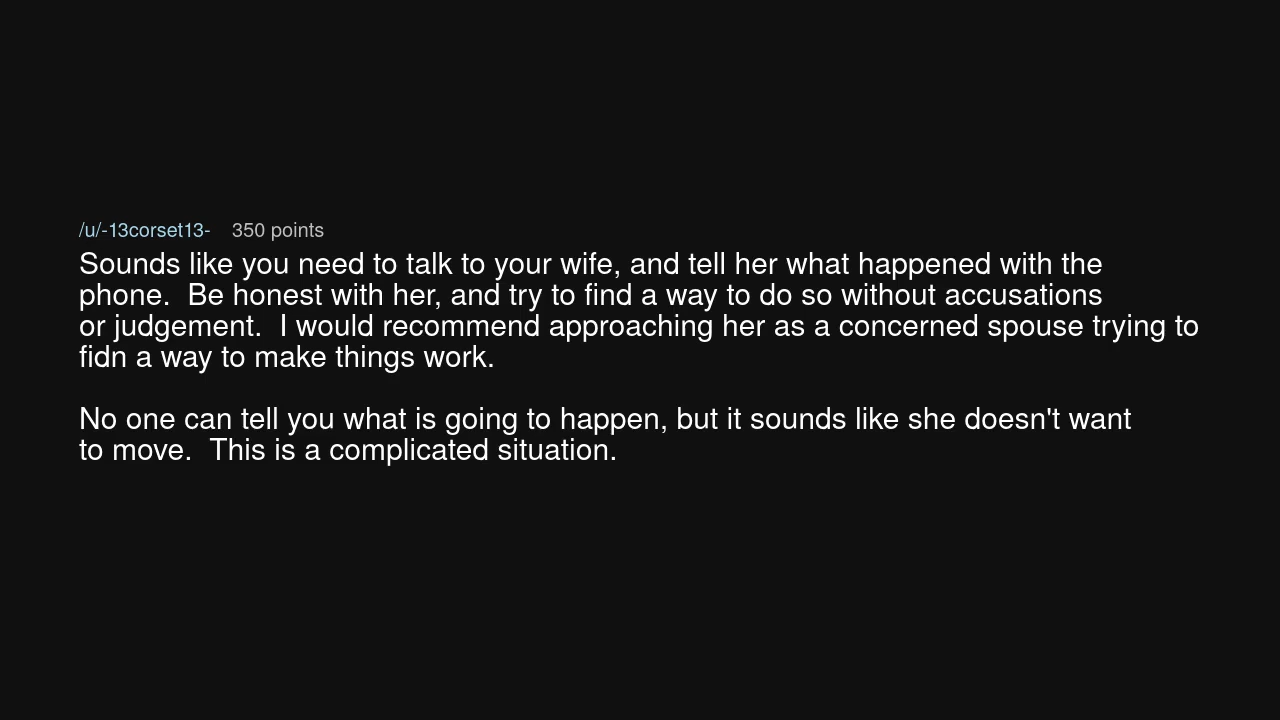 /u/-13corset13- 350 points
Sounds like you need to talk to your wife, and tell her what happened with the
phone.  Be honest with her, and try to find a way to do so without accusations
or judgement.  I would recommend approaching her as a concerned spouse trying to
fidn a way to make things work.
No one can tell you what is going to happen, but it sounds like she doesn't want
to move.  This is a complicated situation.